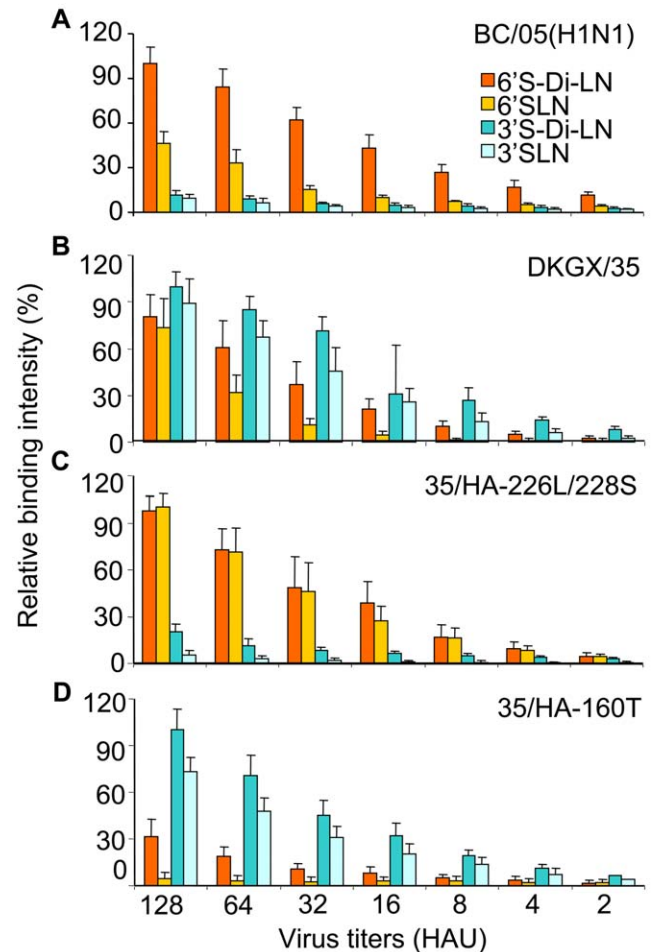 A
BC/05(H1N1)
120
90
60
30
0
6'S-Di-LN
6'SLN
3'S-Di-LN
3'SLN
B
DKGX/35
120
90
60
30
0
Relative binding intensity (%)
C
35/HA-226L/228S
120
90
60
30
0
D
35/HA-160T
120
90
60
30
0
128 64 32 16 8 4 2
Virus titers (HAU)